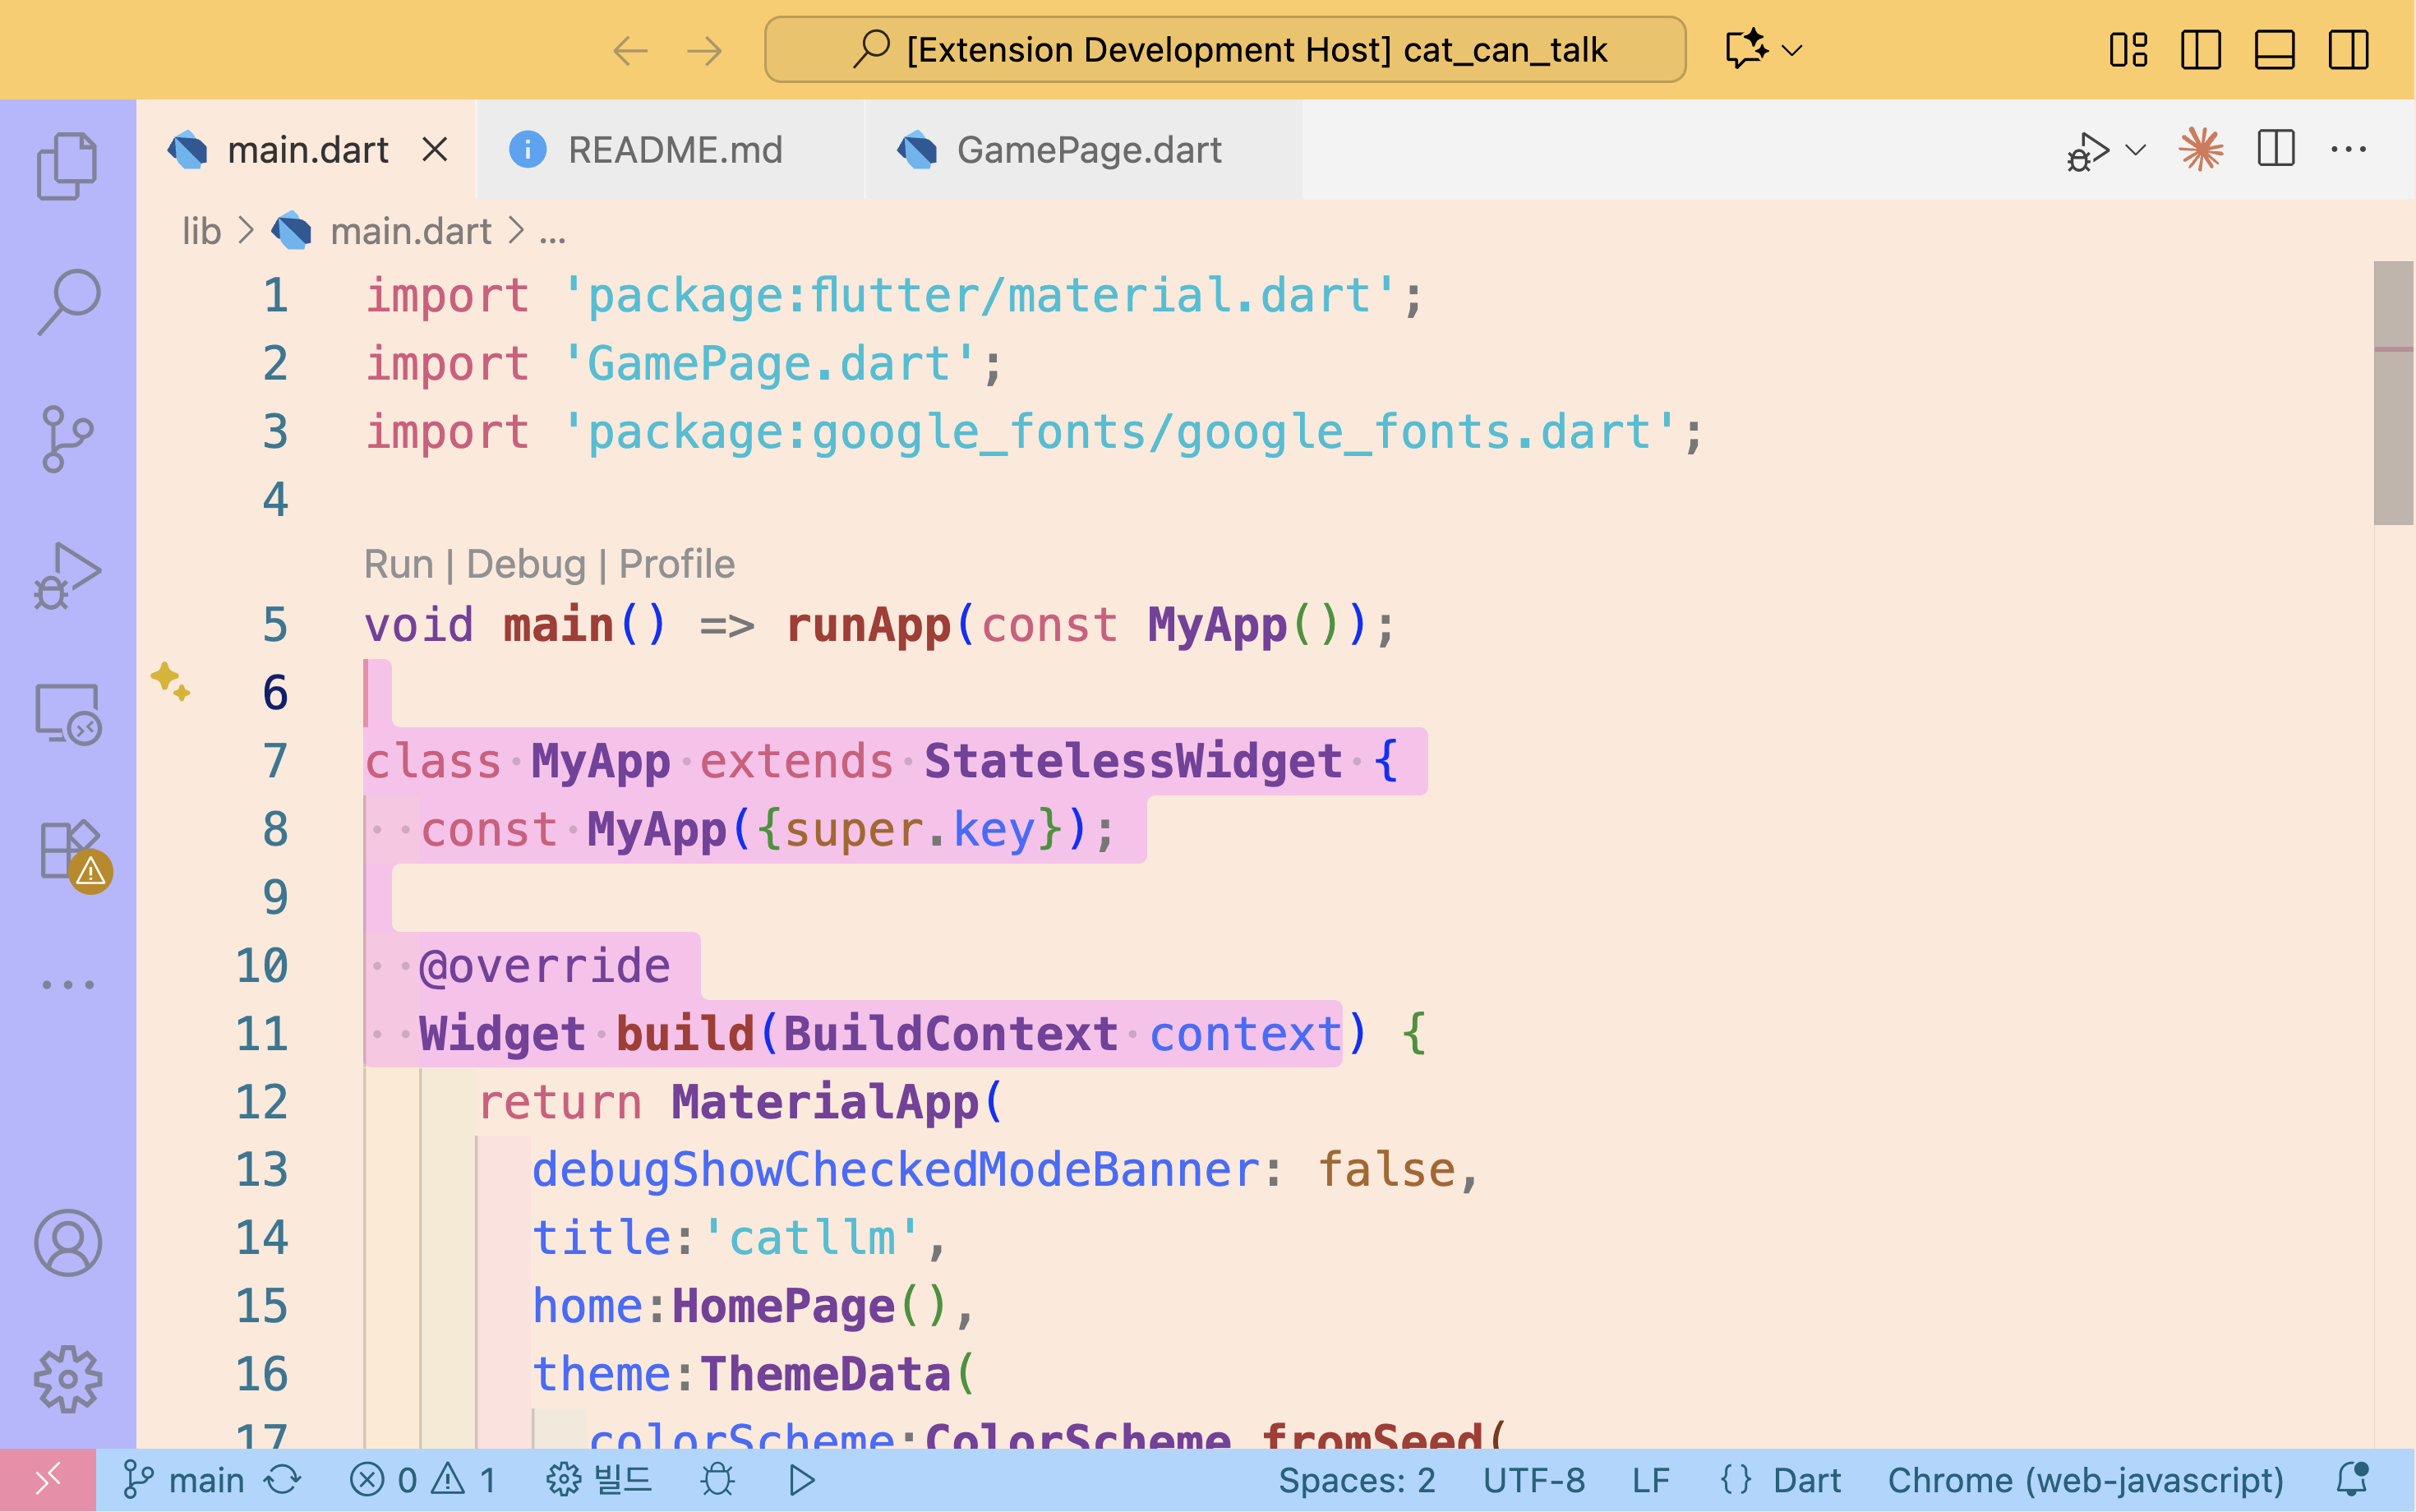 [Extension Development Host] cat_can_talk
main.dart
README.md
GamePage.dart
lib > main.dart > ...
1 import 'package:flutter/material.dart';
2 import 'GamePage.dart';
3 import 'package:google_fonts/google_fonts.dart';
4
Run | Debug | Profile
5 void main() => runApp(const MyApp());
6
7 class MyApp extends StatelessWidget {
8   const MyApp({super.key});
9
10   @override
11   Widget build(BuildContext context) {
12     return MaterialApp(
13       debugShowCheckedModeBanner: false,
14       title:'catllm',
15       home:HomePage(),
16       theme:ThemeData(
17         colorScheme:ColorScheme.fromSeed(
main 0 1 빌드 Spaces: 2 UTF-8 LF {} Dart Chrome (web-javascript)